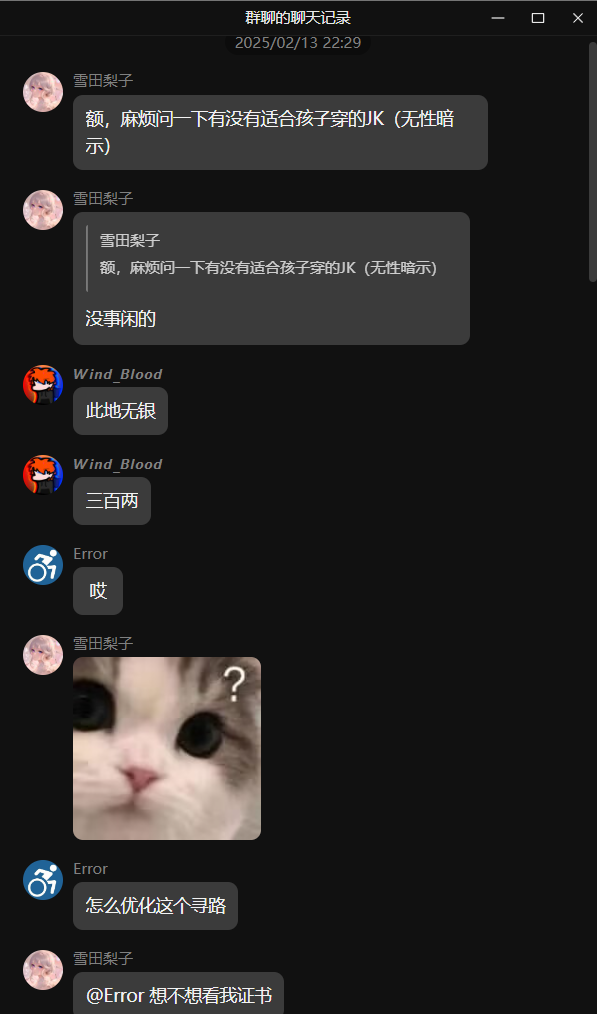 群聊的聊天记录
2025/02/13 22:29
雪田梨子
额，麻烦问一下有没有适合孩子穿的JK（无性暗
示）
雪田梨子
雪田梨子
额，麻烦问一下有没有适合孩子穿的JK（无性暗示）
没事闲的
Wind_Blood
此地无银
Wind_Blood
三百两
Error
哎
雪田梨子
?
Error
怎么优化这个寻路
雪田梨子
@Error 想不想看我证书